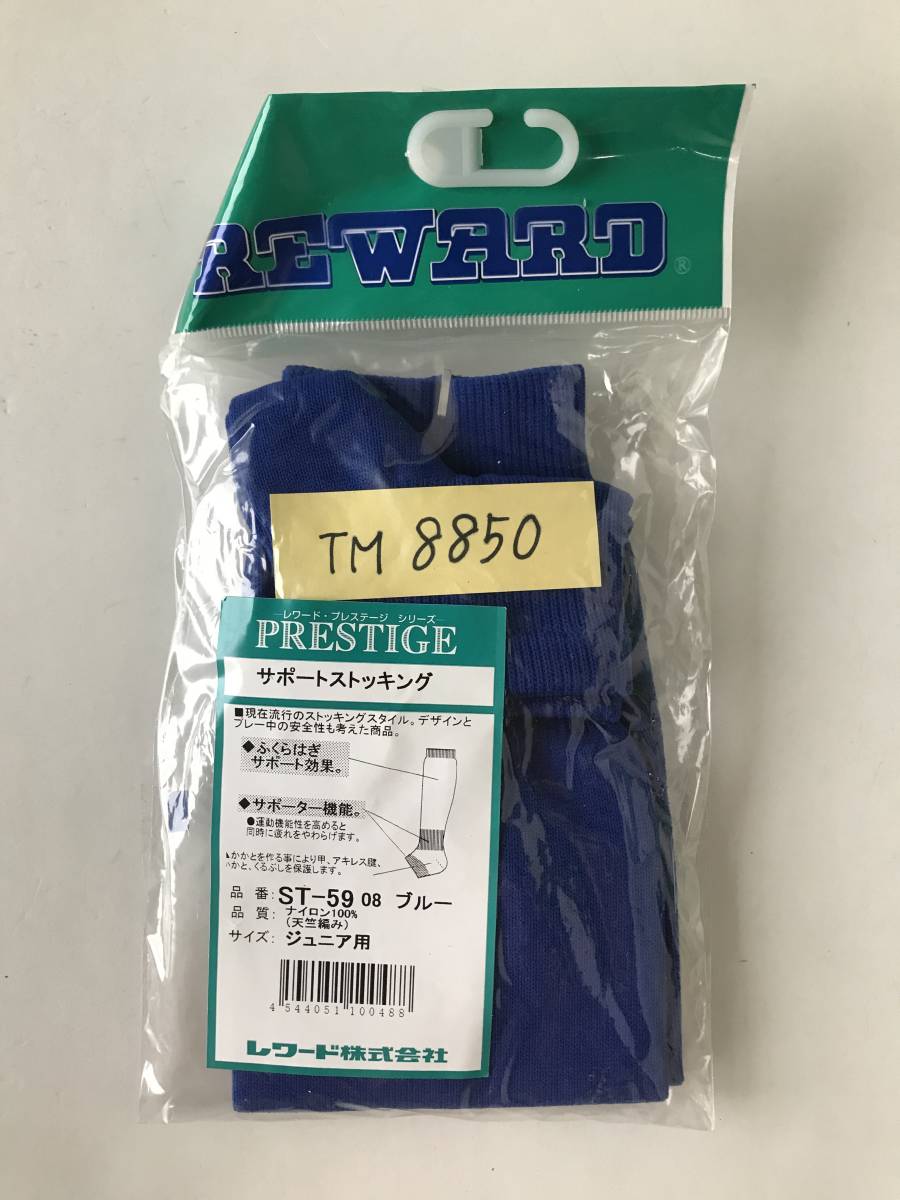 REWARD
®
TM 8850
—レワード・プレステージ シリーズ—
PRESTIGE
サポートストッキング
■現在流行のストッキングスタイル。デザインと
プレー中の安全性も考えた商品。
◆ふくらはぎ
サポート効果。
◆サポーター機能。
●運動機能性を高めると
同時に疲れをやわらげます。
かかとを作る事により甲、アキレス腱、
かと、くるぶしを保護します。
品 番：ST-59 08 ブルー
品 質：ナイロン100%
(天竺編み)
サイズ：ジュニア用
4 544051 100488
レワード株式会社